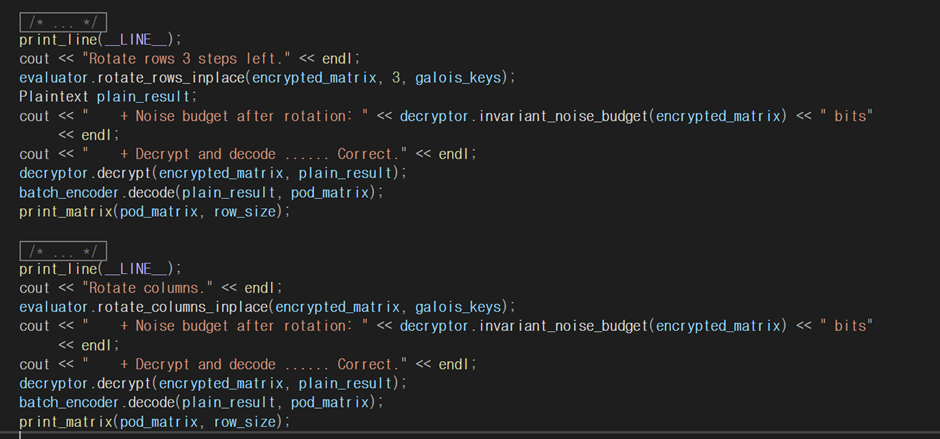 /* ... */
print_line(__LINE__);
cout << "Rotate rows 3 steps left." << endl;
evaluator.rotate_rows_inplace(encrypted_matrix, 3, galois_keys);
Plaintext plain_result;
cout << "    + Noise budget after rotation: " << decryptor.invariant_noise_budget(encrypted_matrix) << " bits"
     << endl;
cout << "    + Decrypt and decode ...... Correct." << endl;
decryptor.decrypt(encrypted_matrix, plain_result);
batch_encoder.decode(plain_result, pod_matrix);
print_matrix(pod_matrix, row_size);

/* ... */
print_line(__LINE__);
cout << "Rotate columns." << endl;
evaluator.rotate_columns_inplace(encrypted_matrix, galois_keys);
cout << "    + Noise budget after rotation: " << decryptor.invariant_noise_budget(encrypted_matrix) << " bits"
     << endl;
cout << "    + Decrypt and decode ...... Correct." << endl;
decryptor.decrypt(encrypted_matrix, plain_result);
batch_encoder.decode(plain_result, pod_matrix);
print_matrix(pod_matrix, row_size);